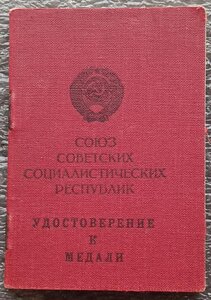 СОЮЗ
СОВЕТСКИХ
СОЦИАЛИСТИЧЕСКИХ
РЕСПУБЛИК
УДОСТОВЕРЕНИЕ
К
МЕДАЛИ